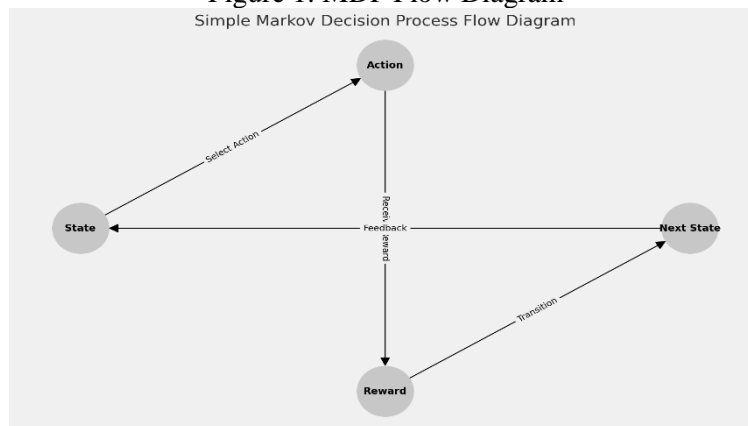 Figure 1. MDP Flow Diagram
Simple Markov Decision Process Flow Diagram
Action
Select Action
State
Feedback
Next State
Transition
Reward